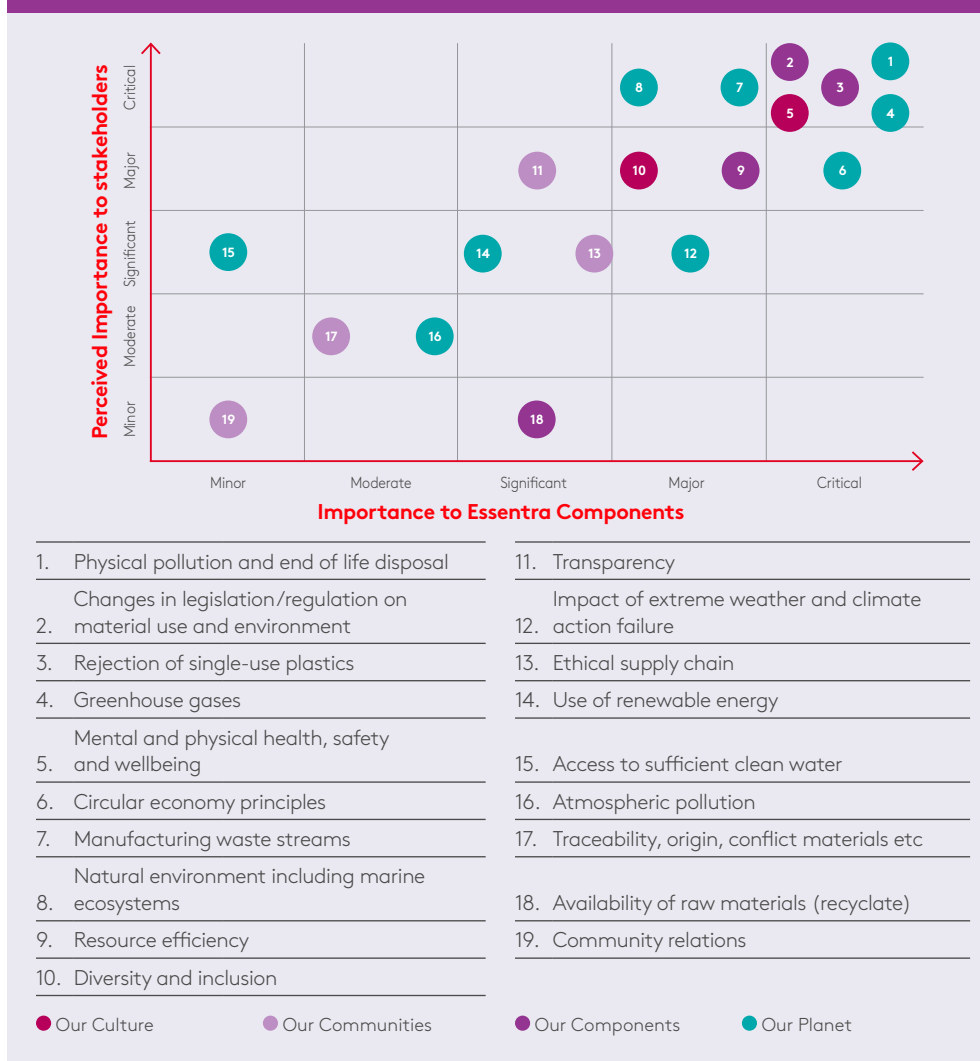 Perceived Importance to stakeholders
Critical
Major
Significant
Moderate
Minor
2
1
8
7
3
5
4
11
10
9
6
15
14
13
12
17
16
19
18
Minor
Moderate
Significant
Major
Critical
Importance to Essentra Components
1. Physical pollution and end of life disposal
Changes in legislation/regulation on
2. material use and environment
3. Rejection of single-use plastics
4. Greenhouse gases
Mental and physical health, safety
5. and wellbeing
6. Circular economy principles
7. Manufacturing waste streams
Natural environment including marine
8. ecosystems
9. Resource efficiency
10. Diversity and inclusion
11. Transparency
Impact of extreme weather and climate
12. action failure
13. Ethical supply chain
14. Use of renewable energy
15. Access to sufficient clean water
16. Atmospheric pollution
17. Traceability, origin, conflict materials etc
18. Availability of raw materials (recyclate)
19. Community relations
Our Culture
Our Communities
Our Components
Our Planet